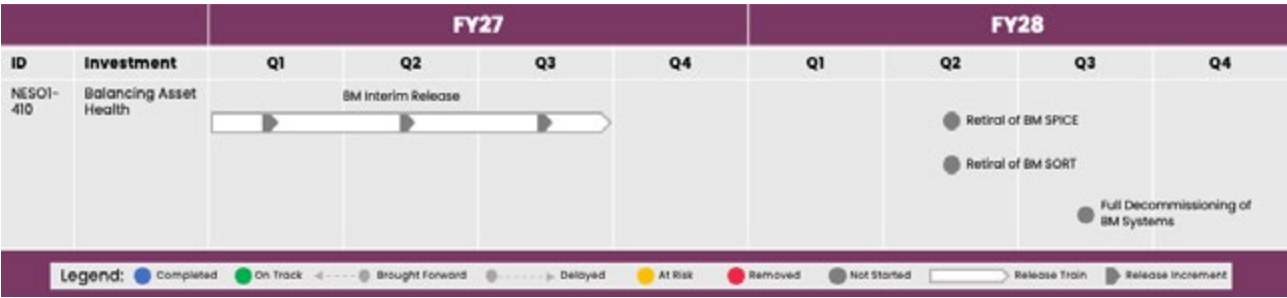 FY27 FY28
ID Investment Q1 Q2 Q3 Q4 Q1 Q2 Q3 Q4
NESO1-
410
Balancing Asset
Health
BM Interim Release
Retiral of BM SPICE
Retiral of BM SORT
Full Decommissioning of
BM Systems
Legend: Completed On Track Brought Forward Delayed At Risk Removed Not Started Release Train Release Increment